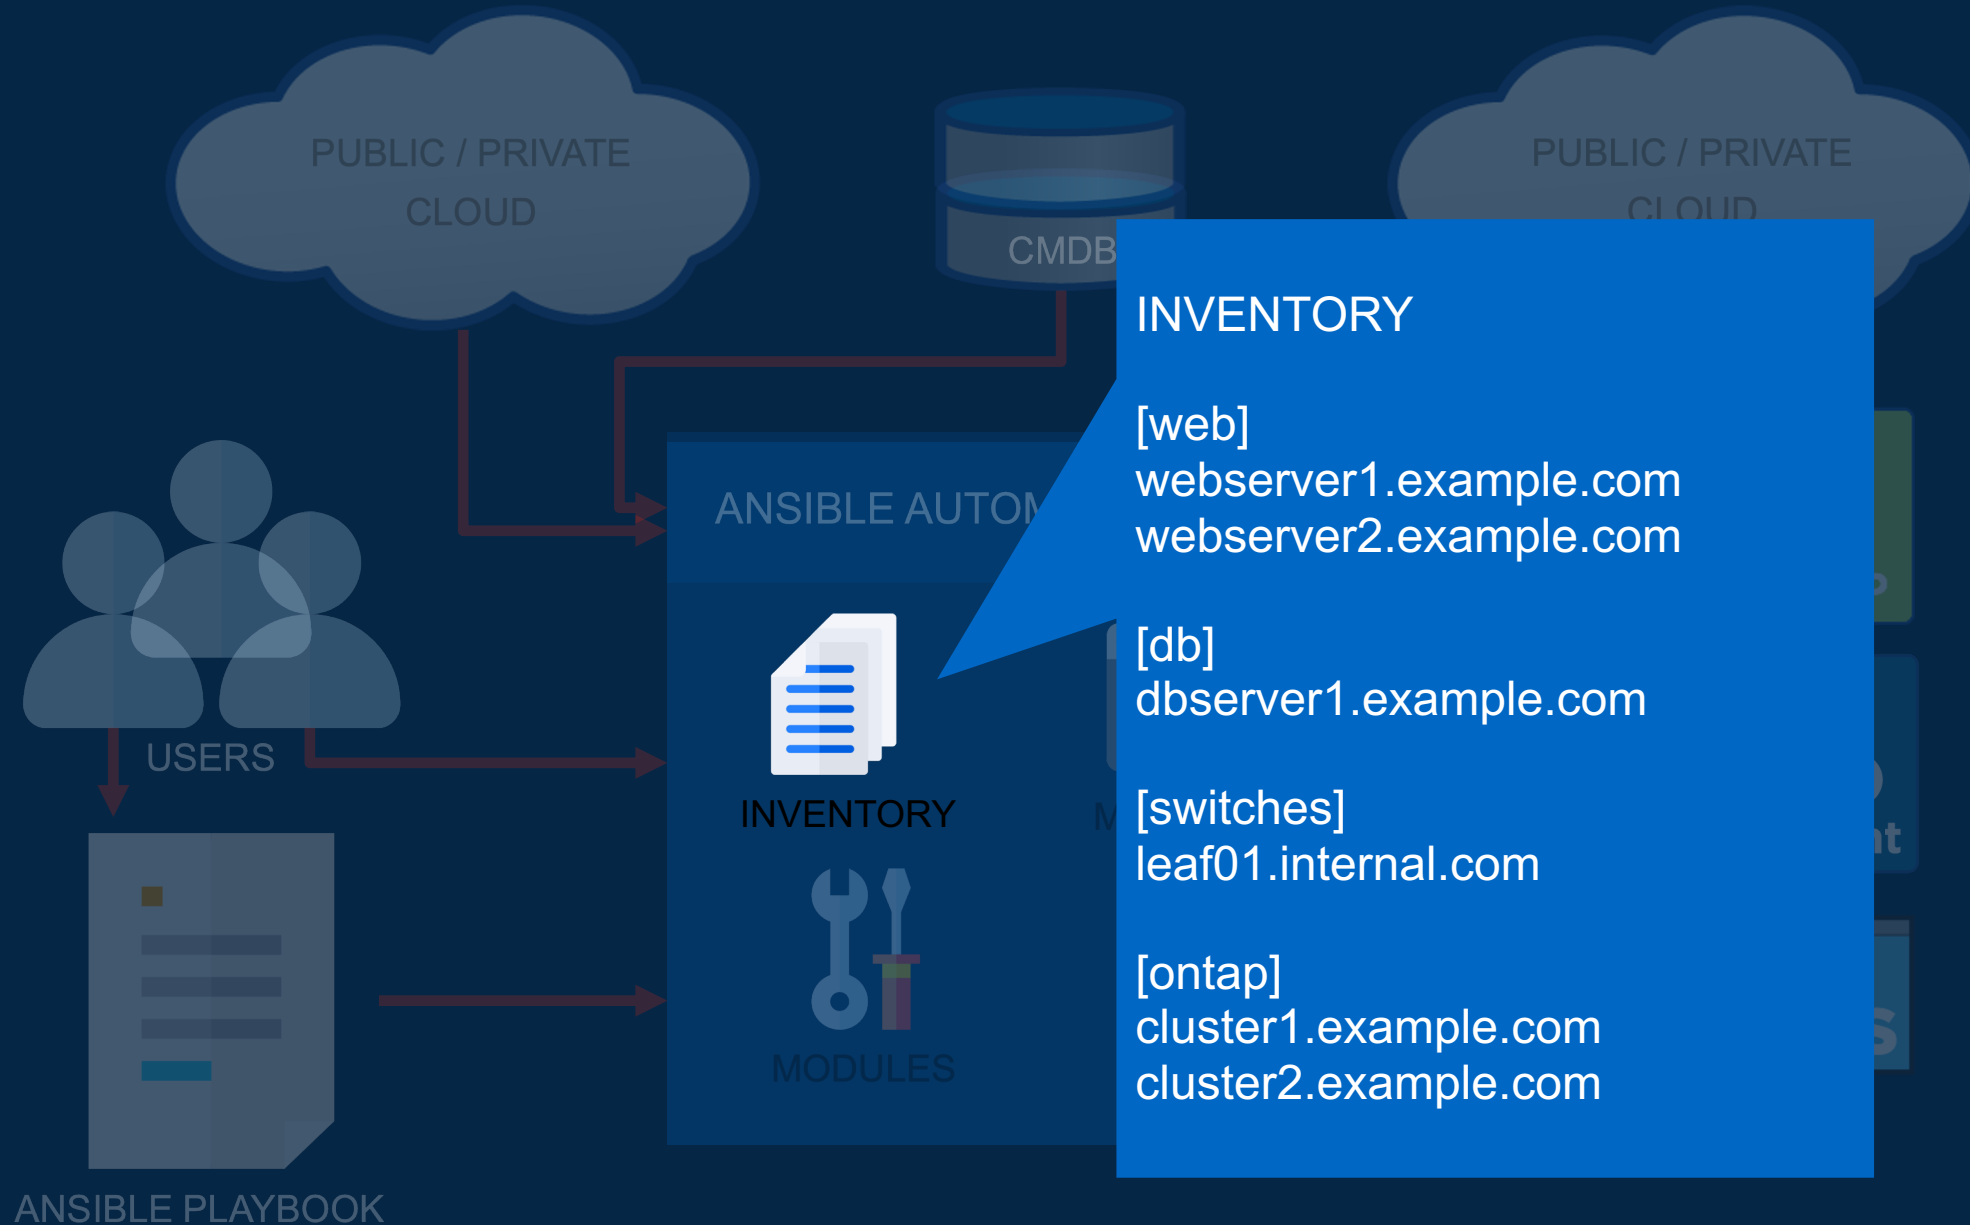 PUBLIC / PRIVATE
CLOUD
CMDB
PUBLIC / PRIVATE
CLOUD
USERS
ANSIBLE PLAYBOOK
ANSIBLE
INVENTORY
MODULES
INVENTORY
[web]
webserver1.example.com
webserver2.example.com
[db]
dbserver1.example.com
[switches]
leaf01.internal.com
[ontap]
cluster1.example.com
cluster2.example.com